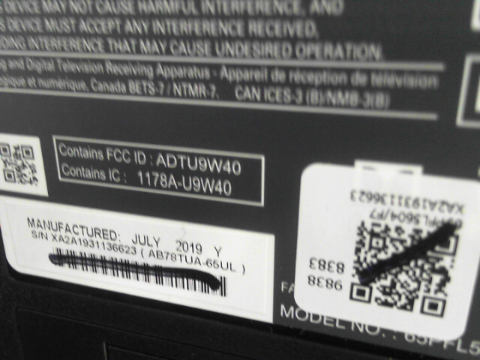 DEVICE MAY NOT CAUSE HARMFUL INTERFERENCE, AND
DEVICE MUST ACCEPT ANY INTERFERENCE RECEIVED,
INTERFERENCE THAT MAY CAUSE UNDESIRED OPERATION.
and Digital Television Receiving Apparatus - Appareil de réception de télévision
et numérique, Canada BETS-7 / NTMR-7. CAN ICES-3 (B)/NMB-3(B)
Contains FCC ID : ADTU9W40
Contains IC : 1178A-U9W40
MANUFACTURED: JULY 2019 Y
S/N XA2A1931136623 ( AB78TUA-65UL )
XA2A1931136623
9838 8383
MODEL NO. :